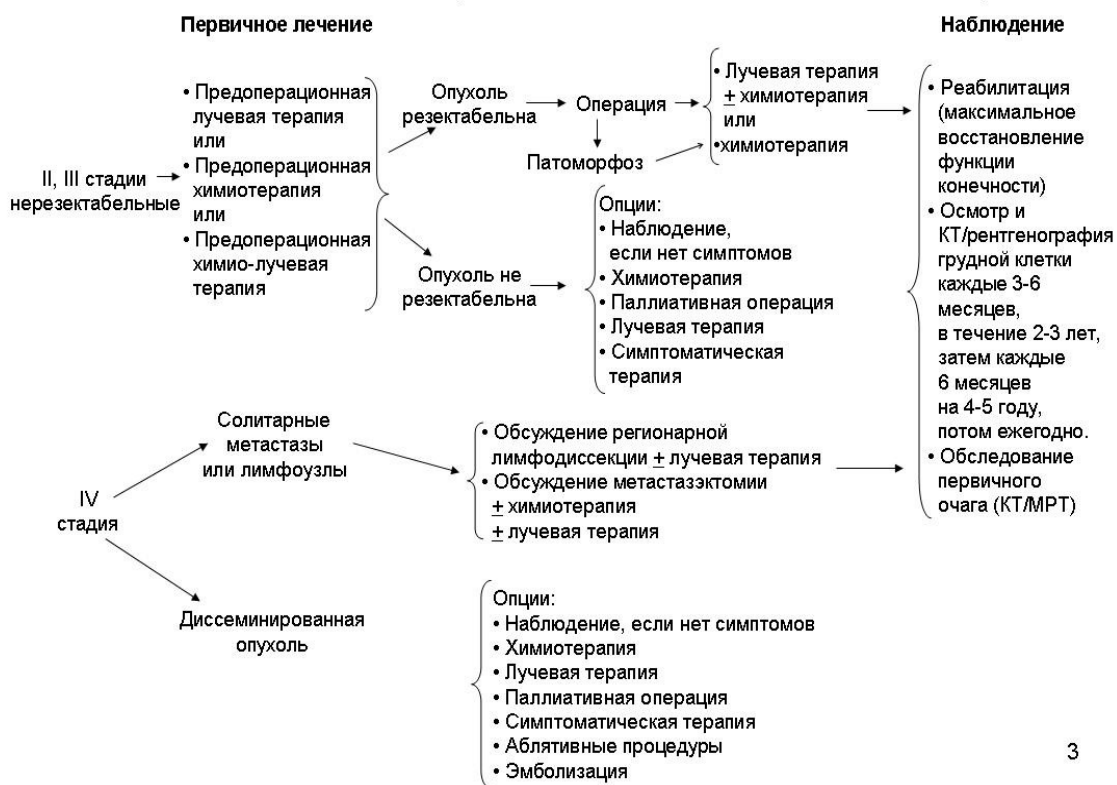 Первичное лечение
Наблюдение
II, III стадии
нерезектабельные
• Предоперационная
лучевая терапия
или
• Предоперационная
химиотерапия
или
• Предоперационная
химио-лучевая
терапия
Опухоль
резектабельна
Операция
Патоморфоз
• Лучевая терапия
± химиотерапия
или
•химиотерапия
Опухоль не
резектабельна
Опции:
• Наблюдение,
если нет симптомов
• Химиотерапия
• Паллиативная операция
• Лучевая терапия
• Симптоматическая
терапия
• Реабилитация
(максимальное
восстановление
функции
конечности)
• Осмотр и
КТ/рентгенография
грудной клетки
каждые 3-6
месяцев,
в течение 2-3 лет,
затем каждые
6 месяцев
на 4-5 году,
потом ежегодно.
• Обследование
первичного
очага (КТ/МРТ)
IV
стадия
Солитарные
метастазы
или лимфоузлы
• Обсуждение регионарной
лимфодиссекции ± лучевая терапия
• Обсуждение метастазэктомии
± химиотерапия
± лучевая терапия
Диссеминированная
опухоль
Опции:
• Наблюдение, если нет симптомов
• Химиотерапия
• Лучевая терапия
• Паллиативная операция
• Симптоматическая терапия
• Аблятивные процедуры
• Эмболизация
3